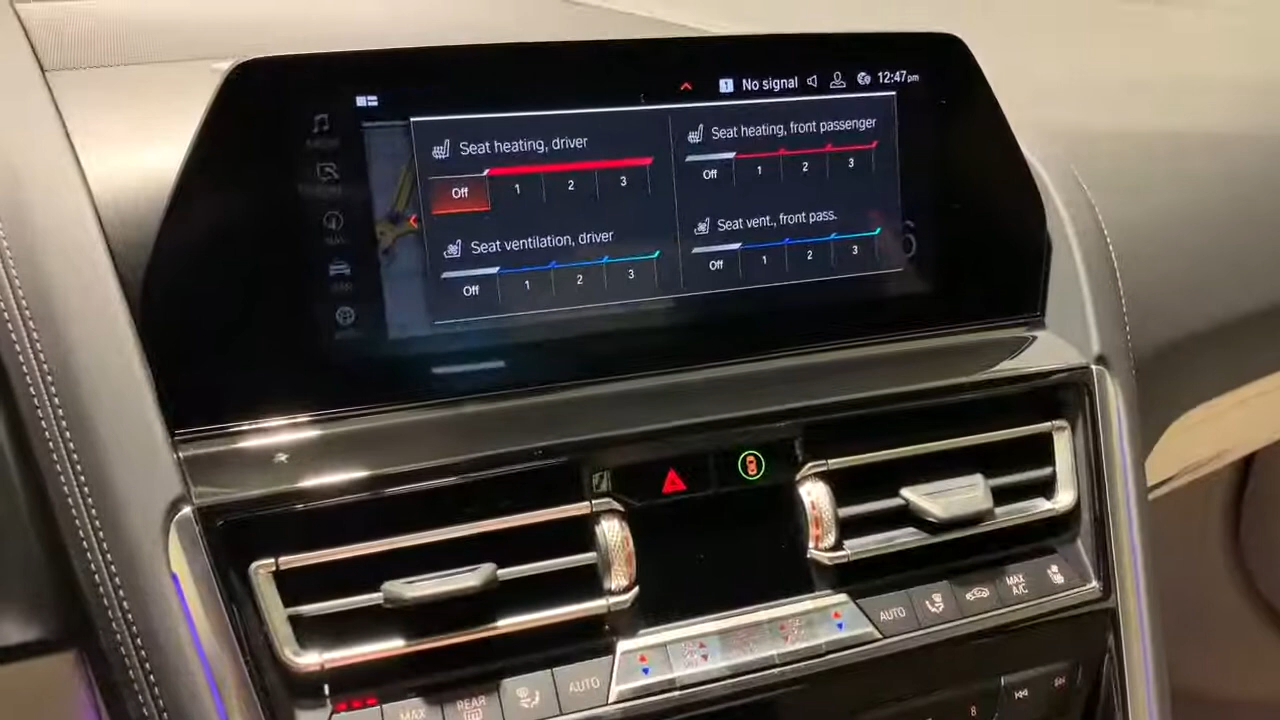 No signal 12:47pm
Seat heating, driver
Off 1 2 3
Seat heating, front passenger
Off 1 2 3
Seat ventilation, driver
Off 1 2 3
Seat vent., front pass.
Off 1 2 3
AUTO
MAX
A/C
MAX
REAR
AUTO
8